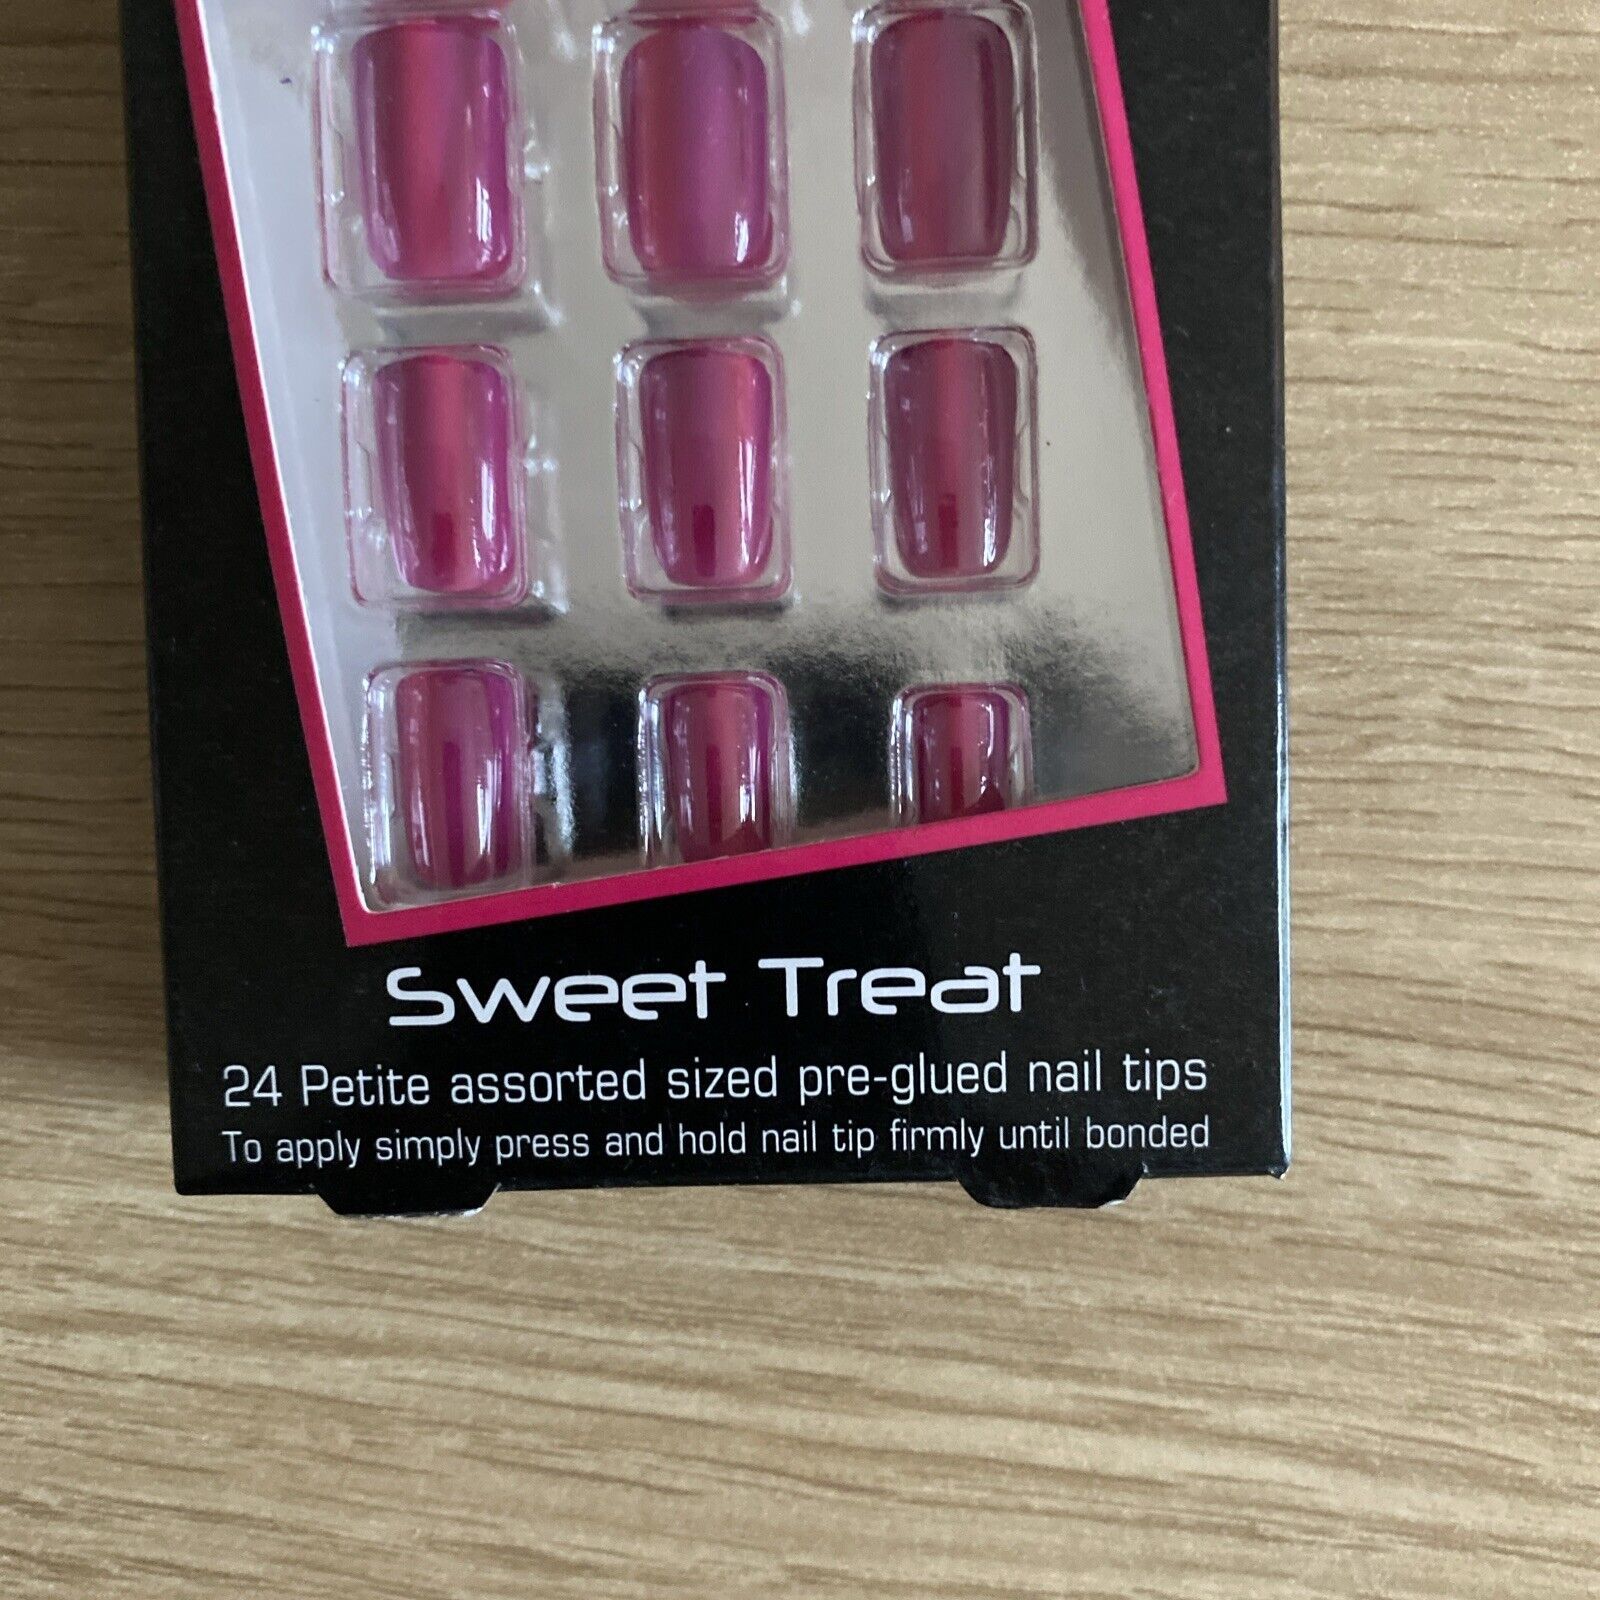 Sweet Treat
24 Petite assorted sized pre-glued nail tips
To apply simply press and hold nail tip firmly until bonded